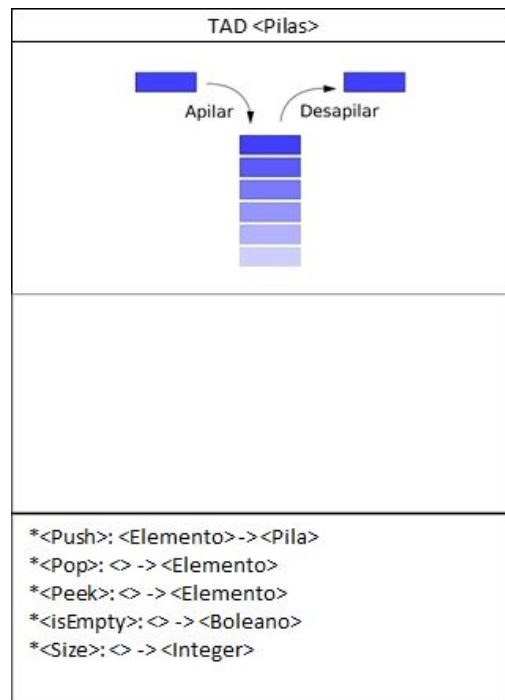 TAD <Pilas>
Apilar
Desapilar
*<Push>: <Elemento>-><Pila>
*<Pop>: <> -> <Elemento>
*<Peek>: <> -> <Elemento>
*<isEmpty>: <> -> <Boleano>
*<Size>: <> -> <Integer>